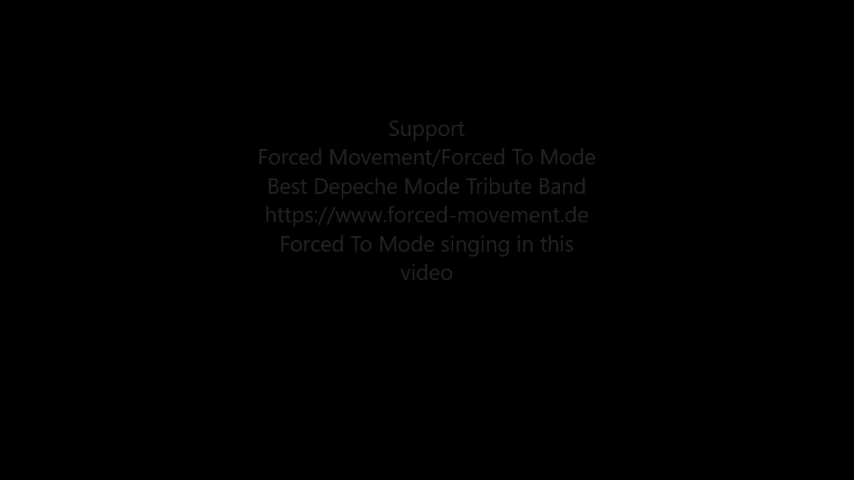 Support
Forced Movement/Forced To Mode
Best Depeche Mode Tribute Band
https://www.forced-movement.de
Forced To Mode singing in this
video